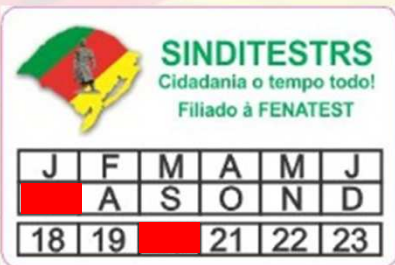 SINDITESTRS
Cidadania o tempo todo!
Filiado à FENATEST
J F M A M J
A S O N D
18 19 21 22 23